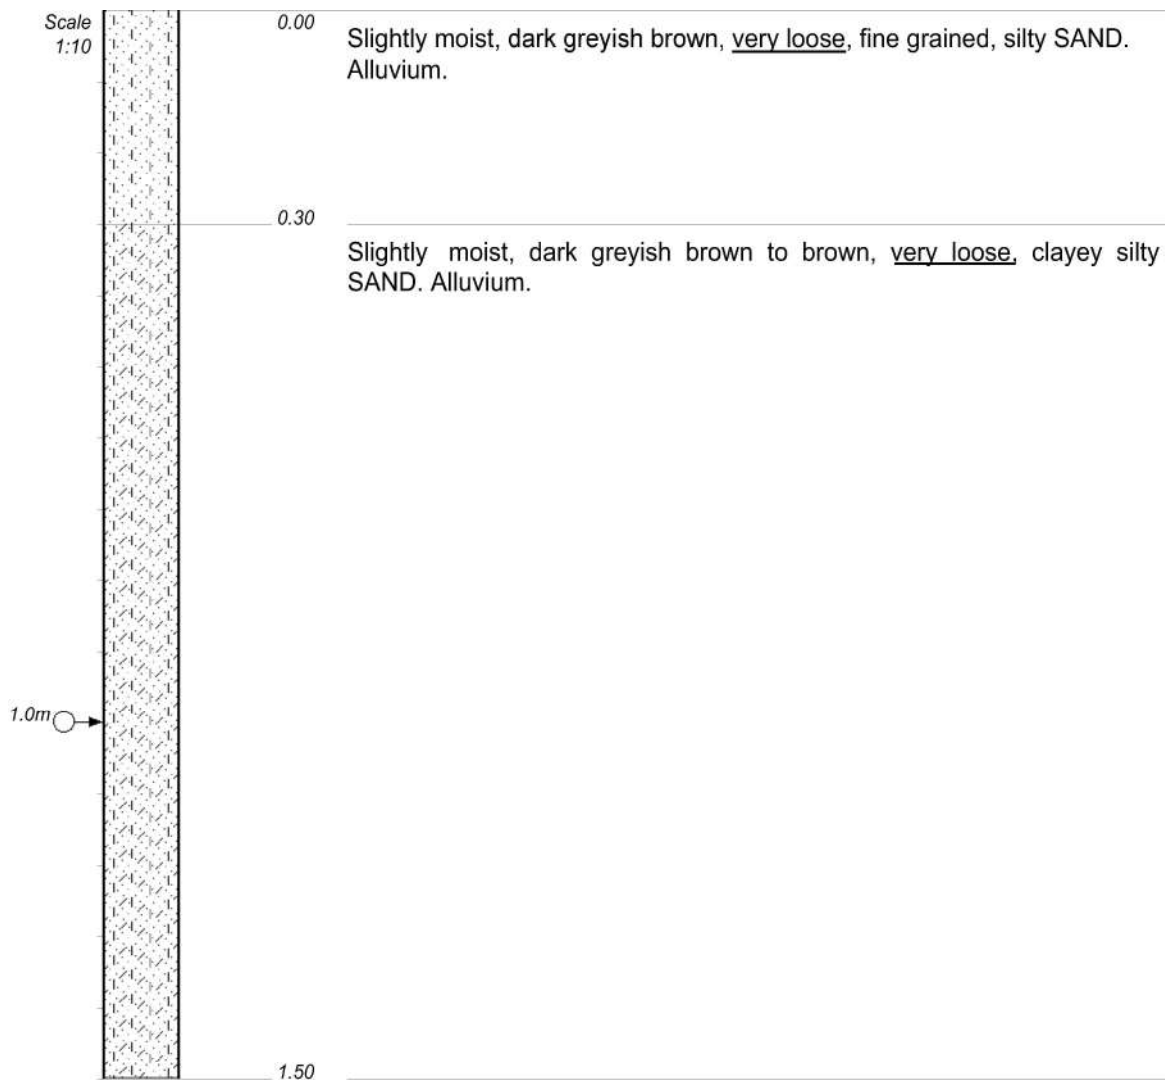 Scale
1:10
0.00
Slightly moist, dark greyish brown, very loose, fine grained, silty SAND.
Alluvium.
0.30
Slightly moist, dark greyish brown to brown, very loose, clayey silty
SAND. Alluvium.
1.0m
1.50